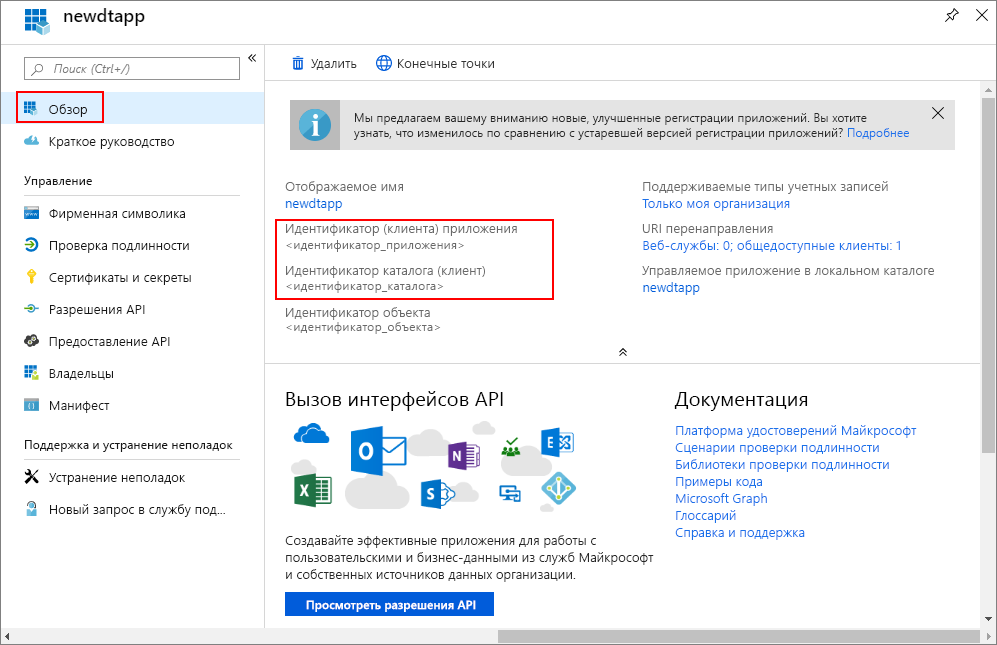 newdtapp
Поиск (Ctrl+/)
«
Обзор
Краткое руководство
Управление
Фирменная символика
Проверка подлинности
Сертификаты и секреты
Разрешения API
Предоставление API
Владельцы
Манифест
Поддержка и устранение неполадок
Устранение неполадок
Новый запрос в службу под...
Удалить
Конечные точки
Мы предлагаем вашему вниманию новые, улучшенные регистрации приложений. Вы хотите
узнать, что изменилось по сравнению с устаревшей версией регистрации приложений? Подробнее
Отображаемое имя
newdtapp
Идентификатор (клиента) приложения
<идентификатор_приложения>
Идентификатор каталога (клиент)
<идентификатор_каталога>
Идентификатор объекта
<идентификатор_объекта>
Поддерживаемые типы учетных записей
Только моя организация
URI перенаправления
Веб-службы: 0; общедоступные клиенты: 1
Управляемое приложение в локальном каталоге
newdtapp
Вызов интерфейсов API
O
N
E
X
S
Создавайте эффективные приложения для работы с
пользовательскими и бизнес-данными из служб Майкрософт
и собственных источников данных организации.
Просмотреть разрешения API
Документация
Платформа удостоверений Майкрософт
Сценарии проверки подлинности
Библиотеки проверки подлинности
Примеры кода
Microsoft Graph
Глоссарий
Справка и поддержка